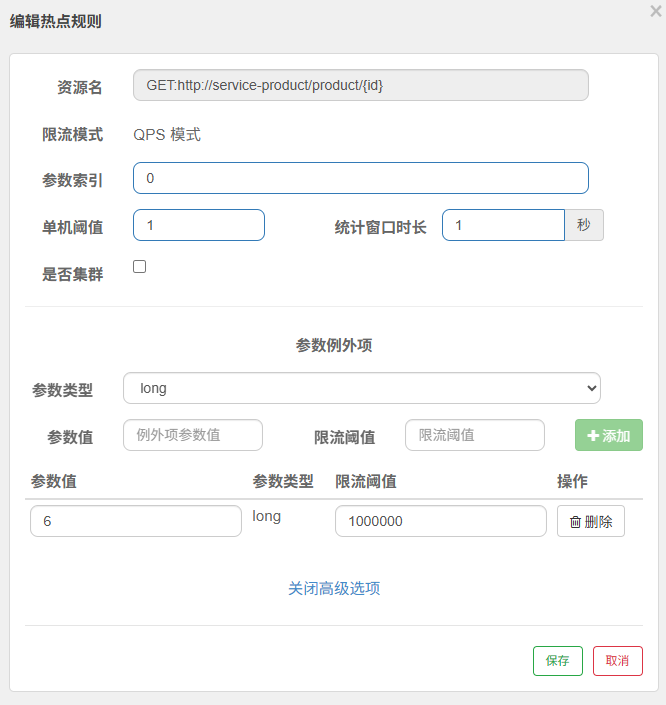 编辑热点规则
×
资源名 GET:http://service-product/product/{id}
限流模式 QPS 模式
参数索引 0
单机阈值 1 统计窗口时长 1 秒
是否集群
参数例外项
参数类型 long
参数值 例外项参数值 限流阈值 限流阈值 +添加
参数值 参数类型 限流阈值 操作
6 long 1000000 删除
关闭高级选项
保存 取消